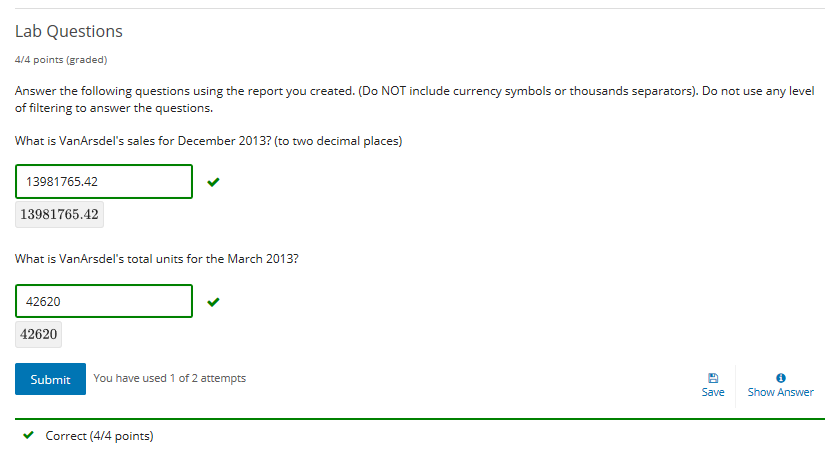 Lab Questions
4/4 points (graded)
Answer the following questions using the report you created. (Do NOT include currency symbols or thousands separators). Do not use any level
of filtering to answer the questions.
What is VanArsdel's sales for December 2013? (to two decimal places)
13981765.42
13981765.42
What is VanArsdel's total units for the March 2013?
42620
42620
Submit You have used 1 of 2 attempts
Save Show Answer
Correct (4/4 points)